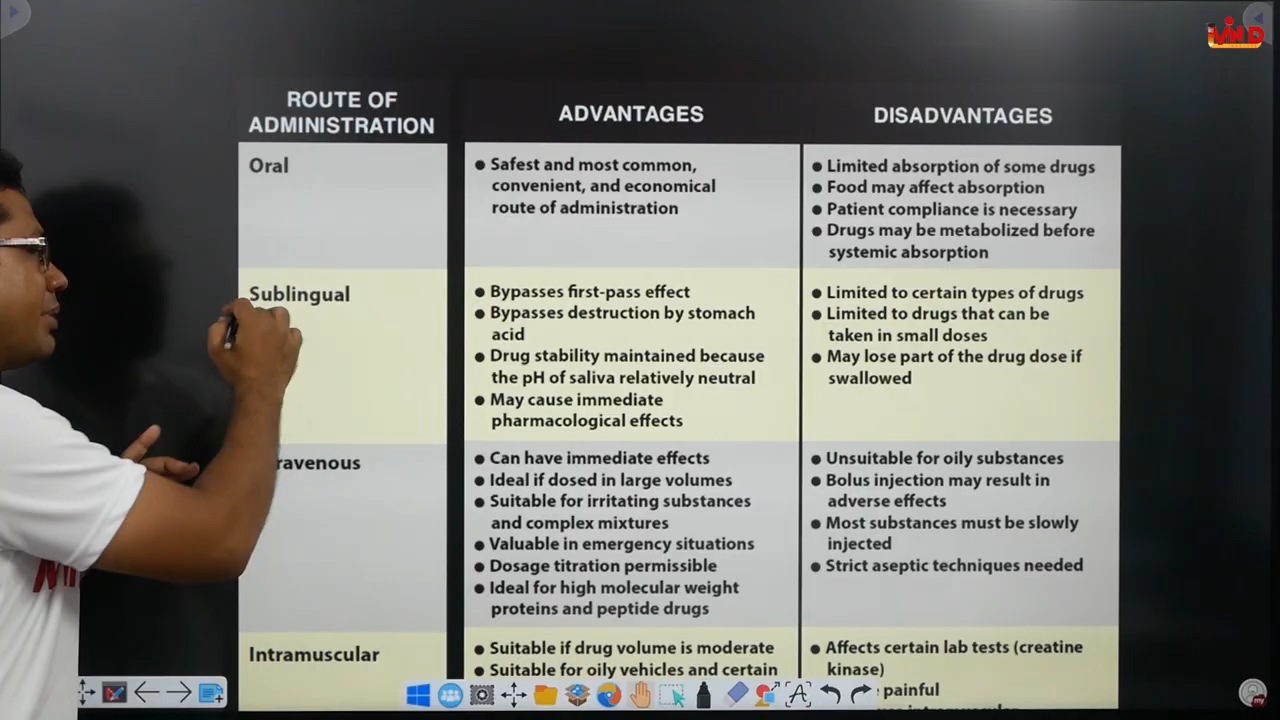 ROUTE OF
ADMINISTRATION
ADVANTAGES
DISADVANTAGES
Oral
● Safest and most common,
convenient, and economical
route of administration
● Limited absorption of some drugs
● Food may affect absorption
● Patient compliance is necessary
● Drugs may be metabolized before
systemic absorption
Sublingual
● Bypasses first-pass effect
● Bypasses destruction by stomach
acid
● Drug stability maintained because
the pH of saliva relatively neutral
● May cause immediate
pharmacological effects
● Limited to certain types of drugs
● Limited to drugs that can be
taken in small doses
● May lose part of the drug dose if
swallowed
ravenous
● Can have immediate effects
● Ideal if dosed in large volumes
● Suitable for irritating substances
and complex mixtures
● Valuable in emergency situations
● Dosage titration permissible
● Ideal for high molecular weight
proteins and peptide drugs
● Unsuitable for oily substances
● Bolus injection may result in
adverse effects
● Most substances must be slowly
injected
● Strict aseptic techniques needed
Intramuscular
● Suitable if drug volume is moderate
● Suitable for oily vehicles and certain
● Affects certain lab tests (creatine
kinase)
painful